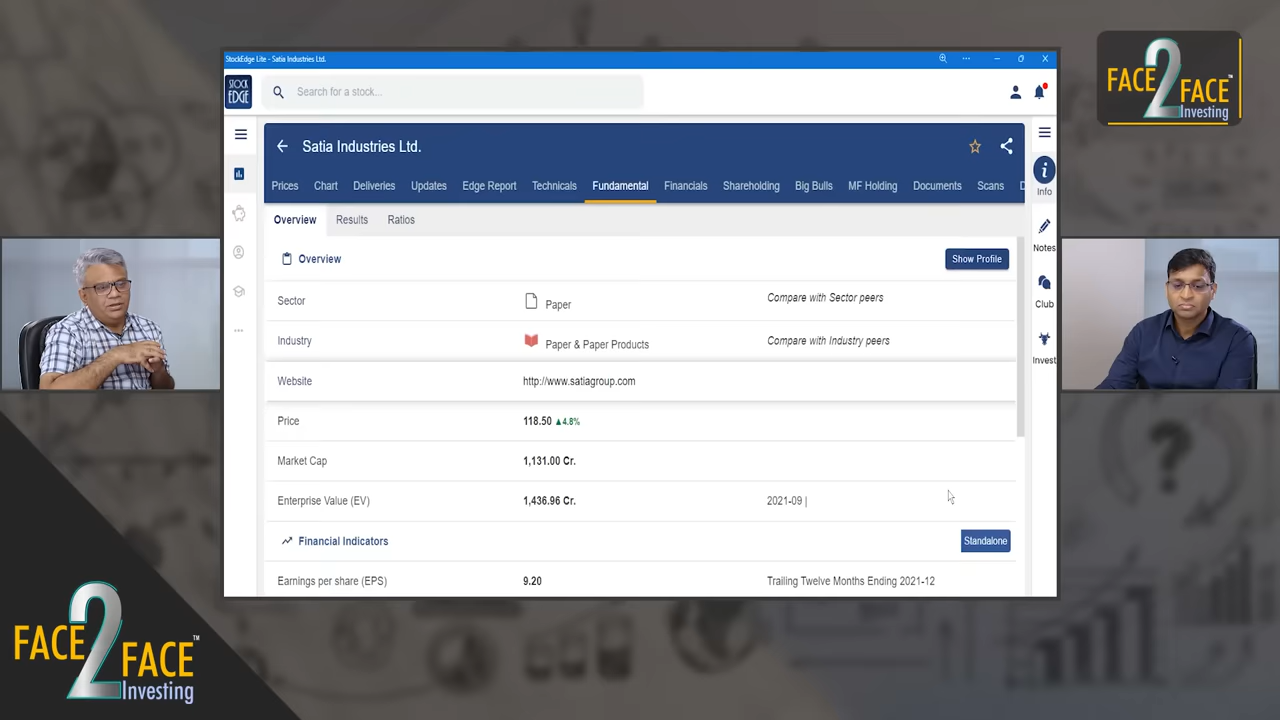 StockEdge Lite - Satia Industries Ltd.
STOCK
EDGE
Search for a stock...
FACE
2
FACE™
Investing
Satia Industries Ltd.
Prices Chart Deliveries Updates Edge Report Technicals Fundamental Financials Shareholding Big Bulls MF Holding Documents Scans D
Info
Overview Results Ratios
Notes
Overview
Show Profile
Sector Paper Compare with Sector peers
Club
Industry Paper & Paper Products Compare with Industry peers
Invest
Website http://www.satiagroup.com
Price 118.50 ▲4.8%
Market Cap 1,131.00 Cr.
Enterprise Value (EV) 1,436.96 Cr. 2021-09 |
Financial Indicators Standalone
Earnings per share (EPS) 9.20 Trailing Twelve Months Ending 2021-12
FACE
2
FACE™
Investing